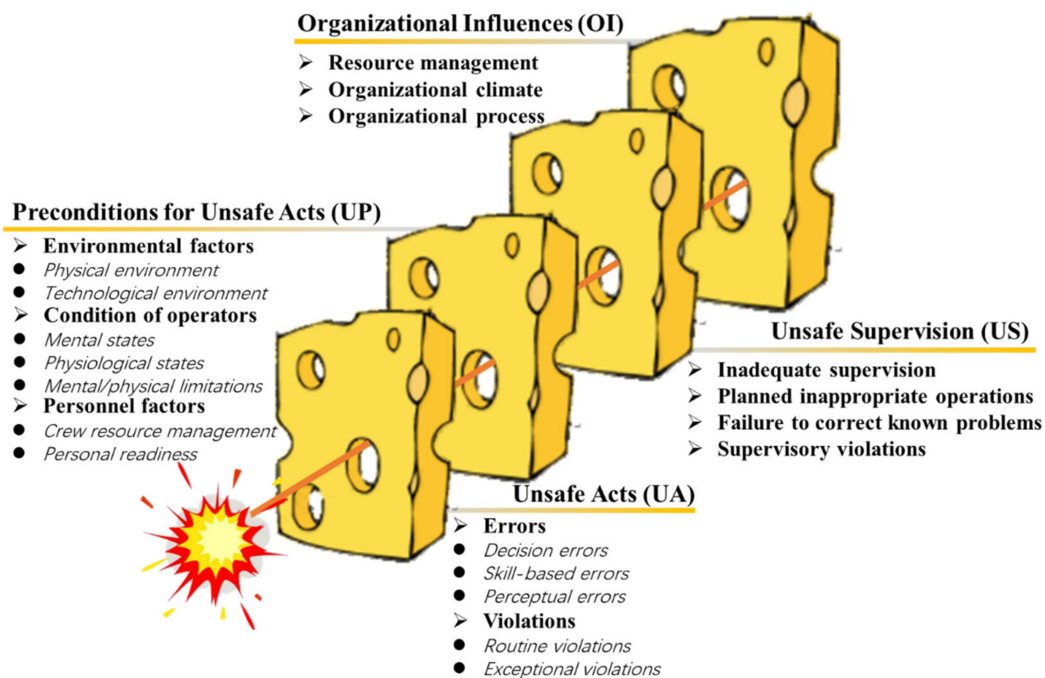 Organizational Influences (OI)
➢ Resource management
➢ Organizational climate
➢ Organizational process
Preconditions for Unsafe Acts (UP)
➢ Environmental factors
● Physical environment
● Technological environment
➢ Condition of operators
● Mental states
● Physiological states
● Mental/physical limitations
➢ Personnel factors
● Crew resource management
● Personal readiness
Unsafe Supervision (US)
➢ Inadequate supervision
➢ Planned inappropriate operations
➢ Failure to correct known problems
➢ Supervisory violations
Unsafe Acts (UA)
➢ Errors
● Decision errors
● Skill-based errors
● Perceptual errors
➢ Violations
● Routine violations
● Exceptional violations